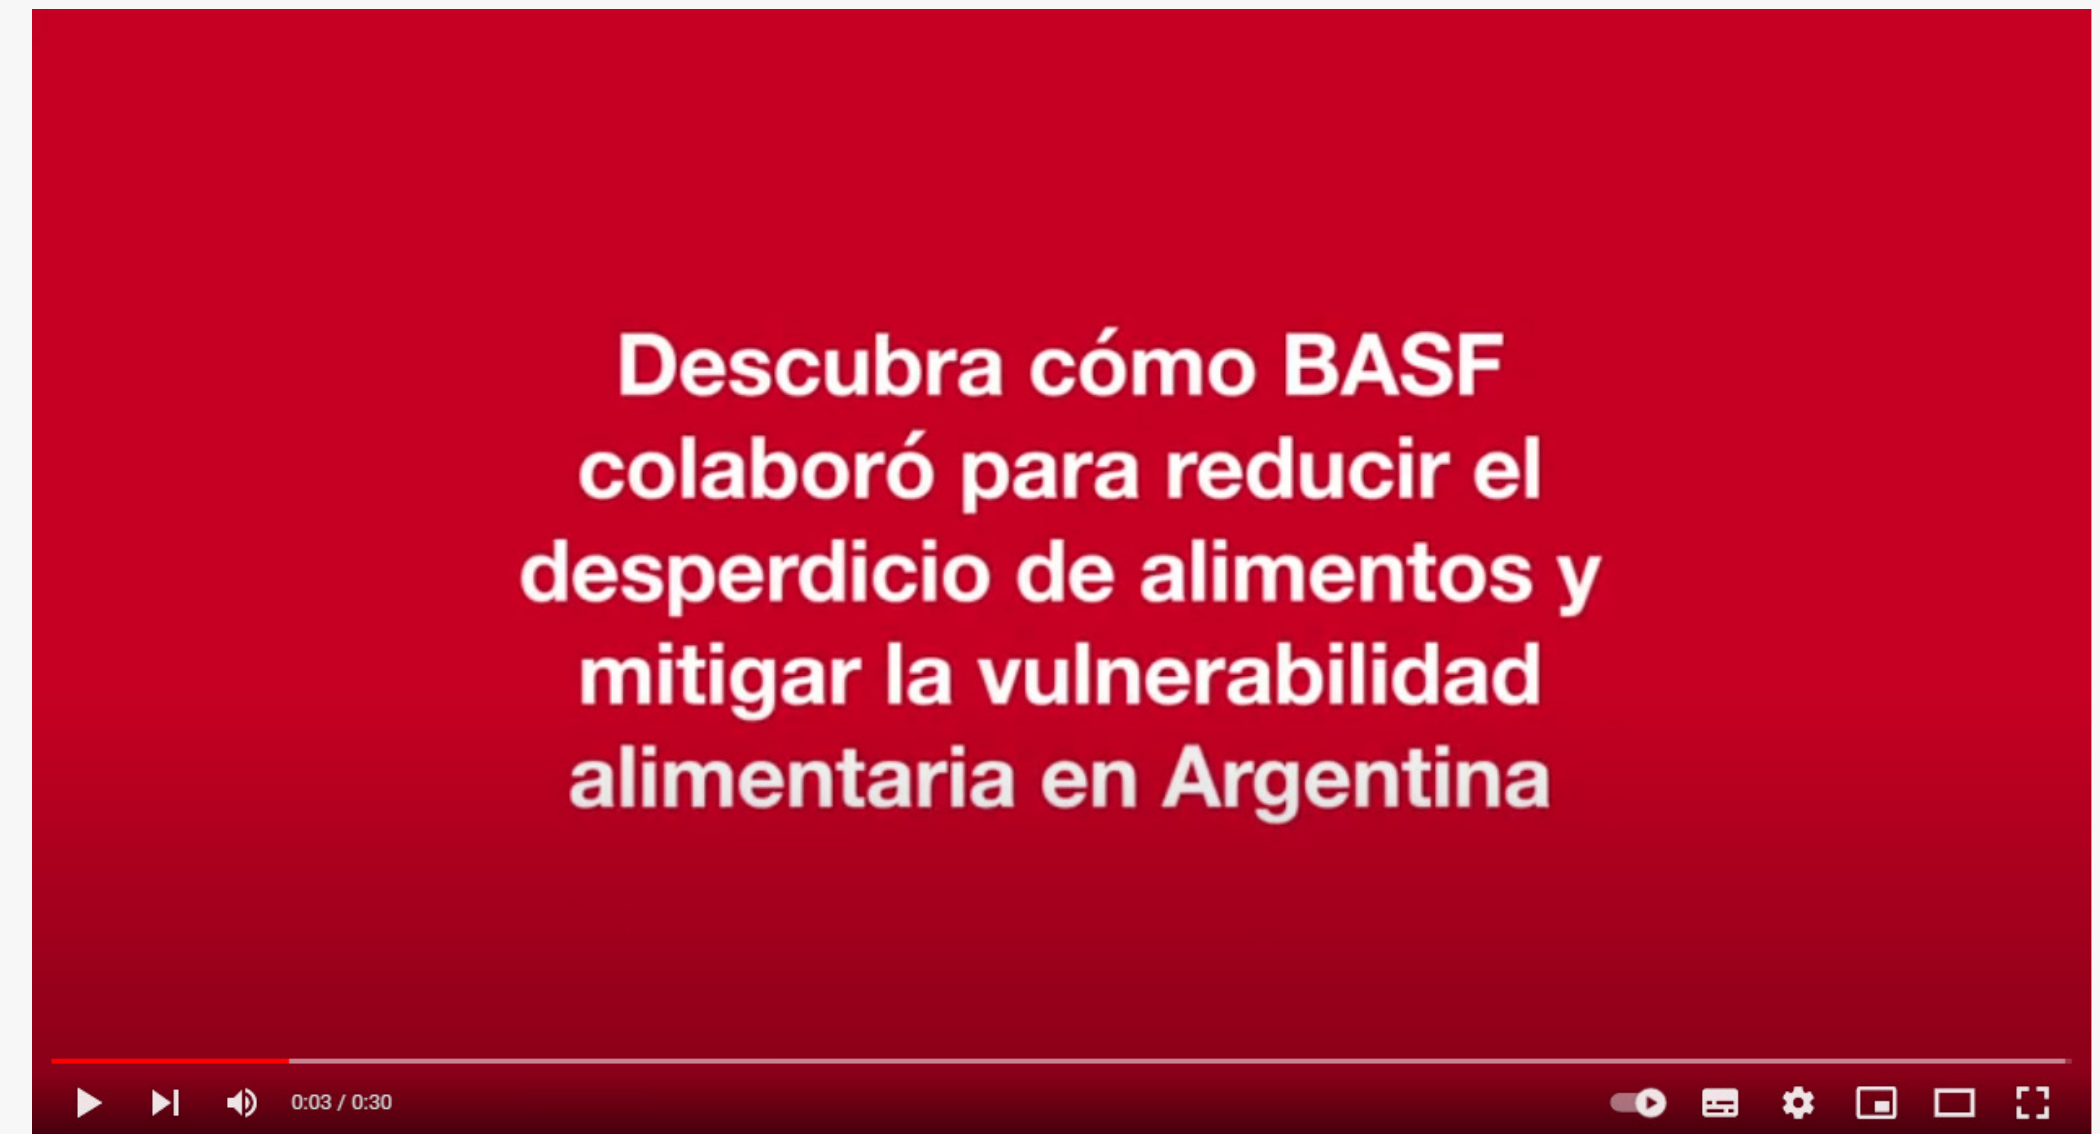 Descubra cómo BASF
colaboró para reducir el
desperdicio de alimentos y
mitigar la vulnerabilidad
alimentaria en Argentina
0:03 / 0:30